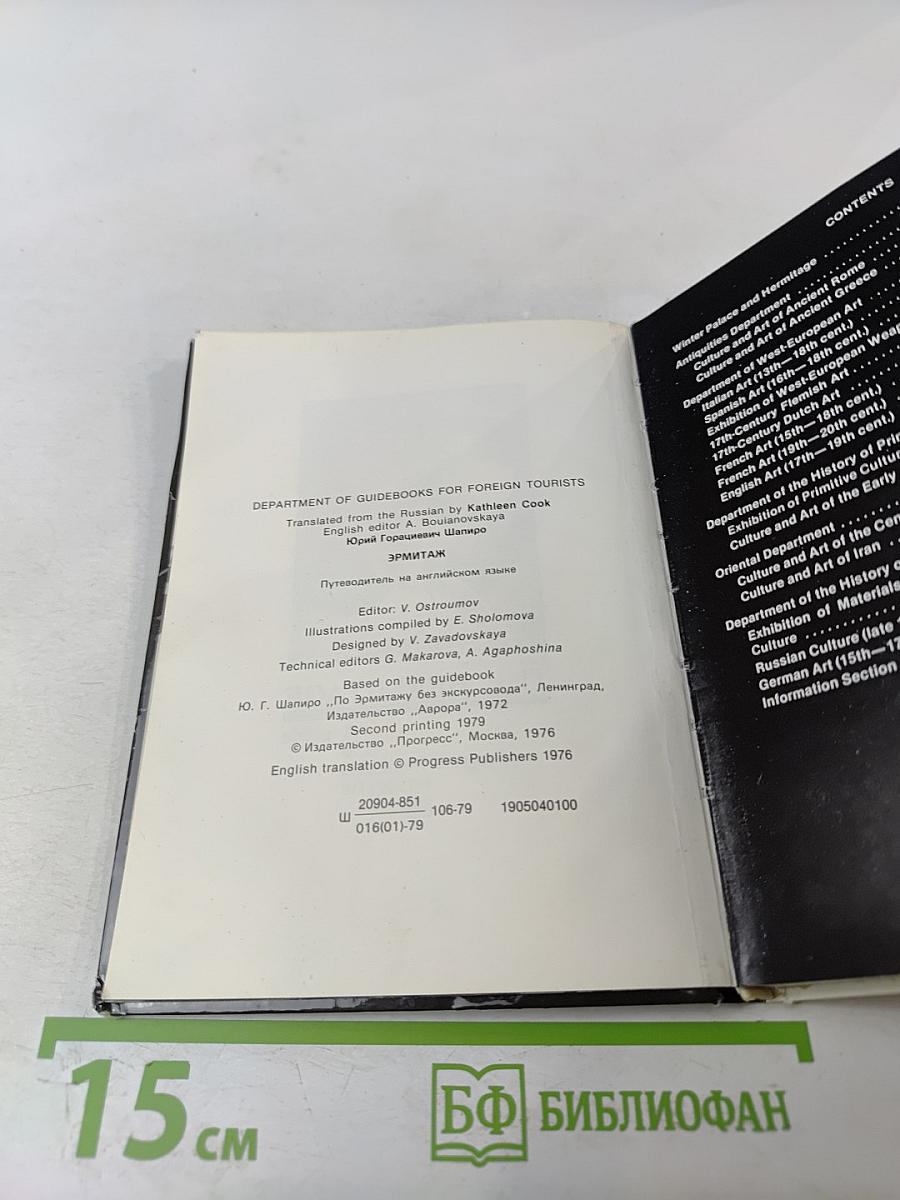 DEPARTMENT OF GUIDEBOOKS FOR FOREIGN TOURISTS
Translated from the Russian by Kathleen Cook
English editor A. Bouianovskaya
Юрий Горациевич Шапиро
ЭРМИТАЖ
Путеводитель на английском языке
Editor: V. Ostroumov
Illustrations compiled by E. Sholomova
Designed by V. Zavadovskaya
Technical editors G. Makarova, A. Agaphoshina
Based on the guidebook
Ю. Г. Шапиро „По Эрмитажу без экскурсовода", Ленинград,
Издательство „Аврора", 1972
Second printing 1979
© Издательство „Прогресс", Москва, 1976
English translation © Progress Publishers 1976
Ш 20904-851 106-79 1905040100
016(01)-79
CONTENTS
Winter Palace and Hermitage
Antiquities Department
Culture and Art of Ancient Rome
Culture and Art of Ancient Greece
Department of West-European Art
Italian Art (13th—18th cent.)
Spanish Art (16th—18th cent.)
Exhibition of West-European
17th-Century Flemish Art
17th-Century Dutch Art
French Art (15th—18th cent.)
French Art (19th—20th cent.)
English Art (17th—19th cent.)
Department of the History of
Exhibition of Primitive
Culture and Art of the Early
Oriental Department
Culture and Art of the
Culture and Art of Iran
Department of the History
Exhibition of Materials
Culture
Russian Culture (late
German Art (15th—
Information Section
15 см
БФ БИБЛИОФАН